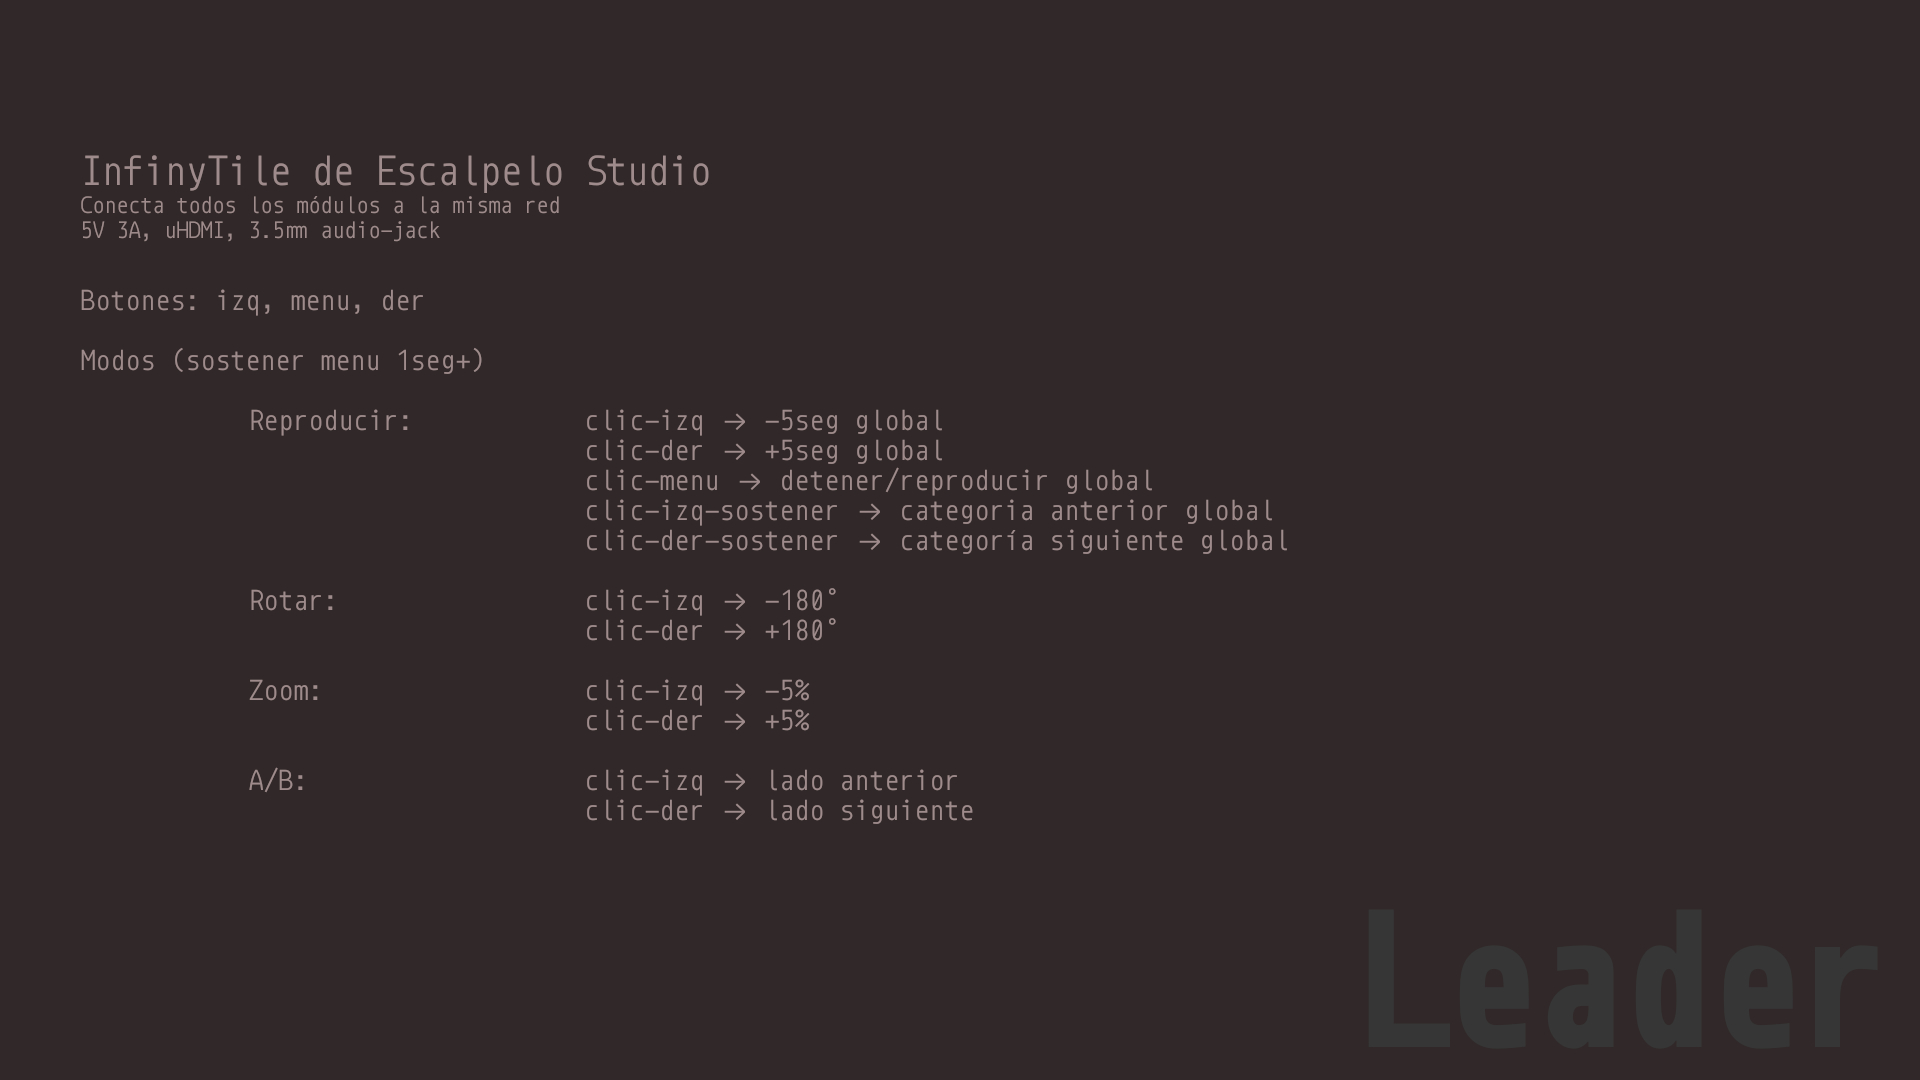 InfinyTile de Escalpelo Studio
Conecta todos los módulos a la misma red
5V 3A, uHDMI, 3.5mm audio-jack
Botones: izq, menu, der
Modos (sostener menu 1seg+)
Reproducir: clic-izq → -5seg global
clic-der → +5seg global
clic-menu → detener/reproducir global
clic-izq-sostener → categoria anterior global
clic-der-sostener → categoría siguiente global
Rotar: clic-izq → -180°
clic-der → +180°
Zoom: clic-izq → -5%
clic-der → +5%
A/B: clic-izq → lado anterior
clic-der → lado siguiente
Leader